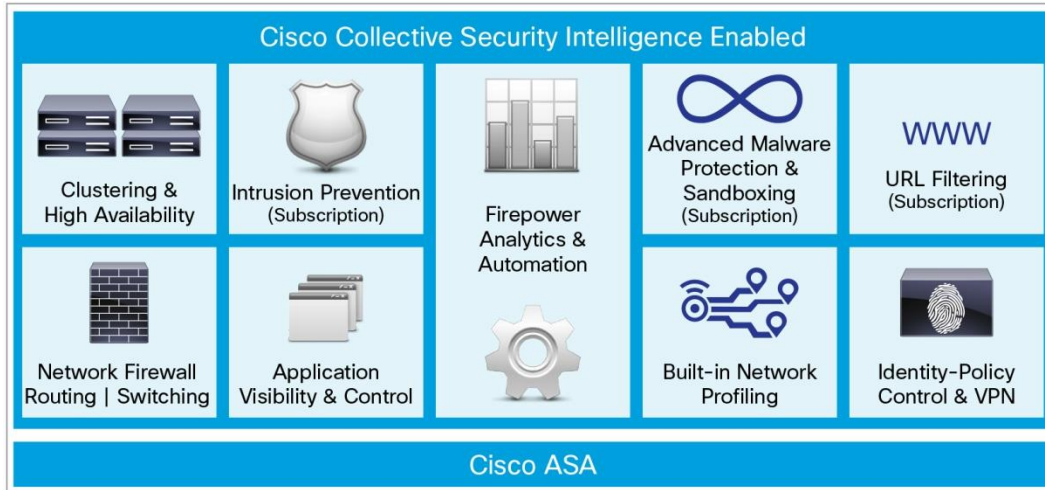 Cisco Collective Security Intelligence Enabled
Clustering &
High Availability
Intrusion Prevention
(Subscription)
Firepower
Analytics &
Automation
Advanced Malware
Protection &
Sandboxing
(Subscription)
WWW
URL Filtering
(Subscription)
Network Firewall
Routing | Switching
Application
Visibility & Control
Built-in Network
Profiling
Identity-Policy
Control & VPN
Cisco ASA